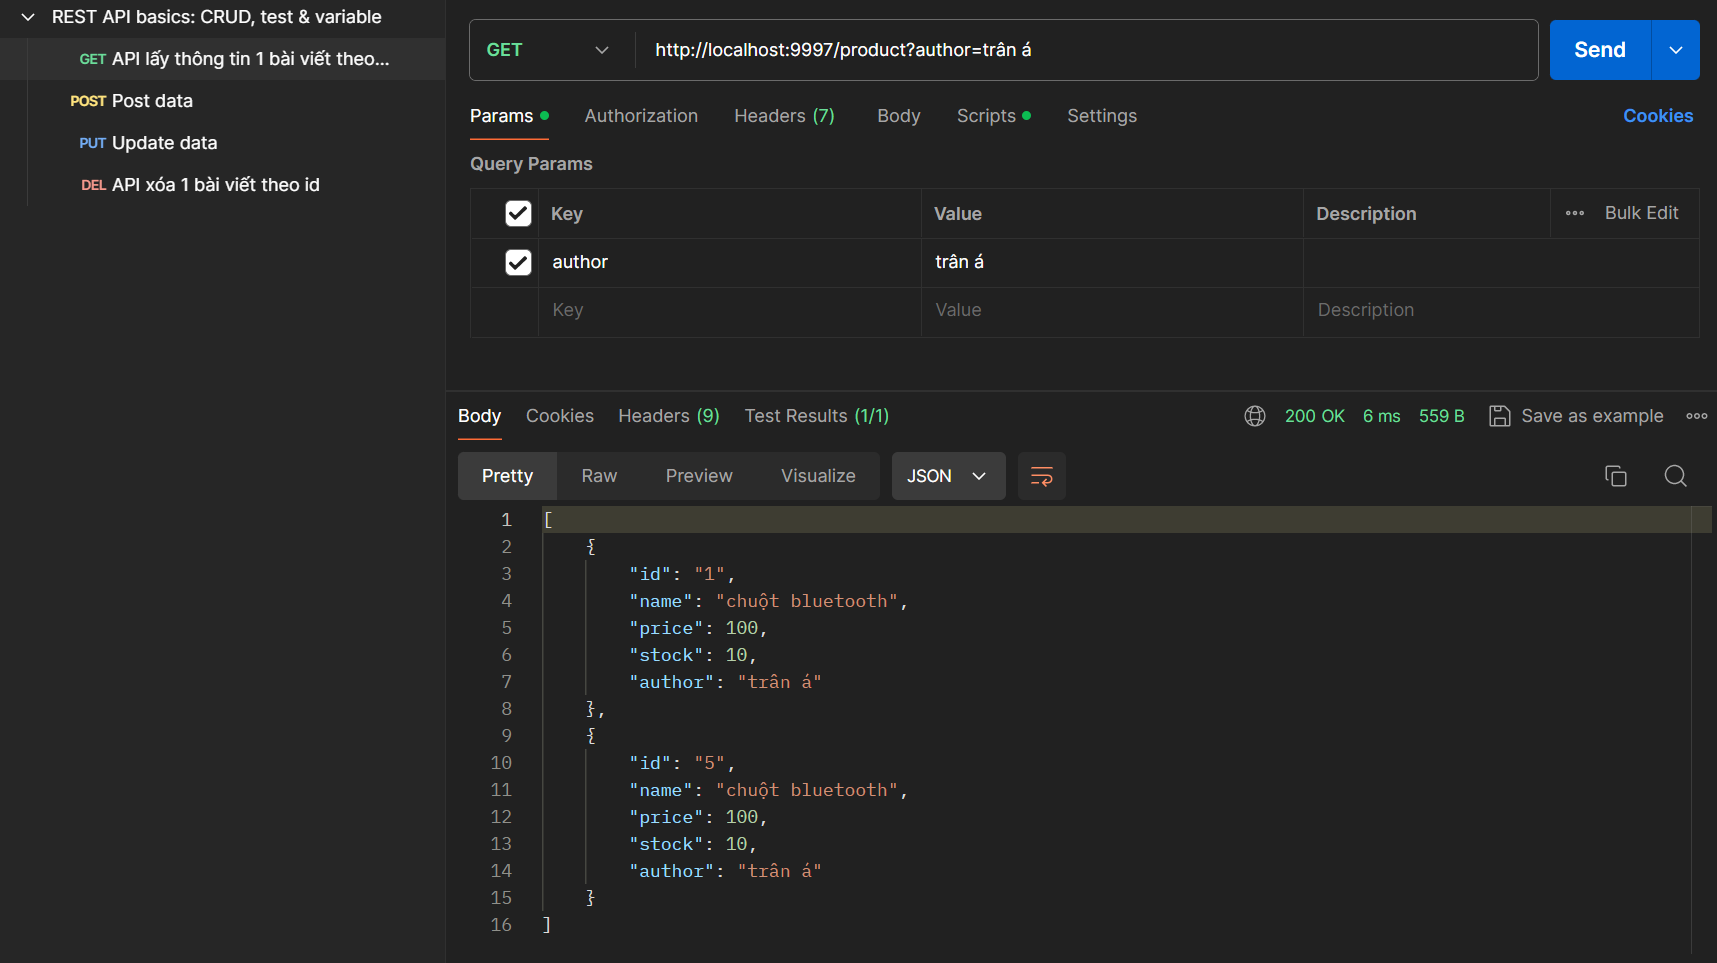 REST API basics: CRUD, test & variable
GET API lấy thông tin 1 bài viết theo...
POST Post data
PUT Update data
DEL API xóa 1 bài viết theo id
GET http://localhost:9997/product?author=trân á Send
Params Authorization Headers (7) Body Scripts Settings Cookies
Query Params
Key Value Description Bulk Edit
author trân á
Key Value Description
Body Cookies Headers (9) Test Results (1/1) 200 OK 6 ms 559 B Save as example
Pretty Raw Preview Visualize JSON
1 [
2 {
3 "id": "1",
4 "name": "chuột bluetooth",
5 "price": 100,
6 "stock": 10,
7 "author": "trân á"
8 },
9 {
10 "id": "5",
11 "name": "chuột bluetooth",
12 "price": 100,
13 "stock": 10,
14 "author": "trân á"
15 }
16 ]